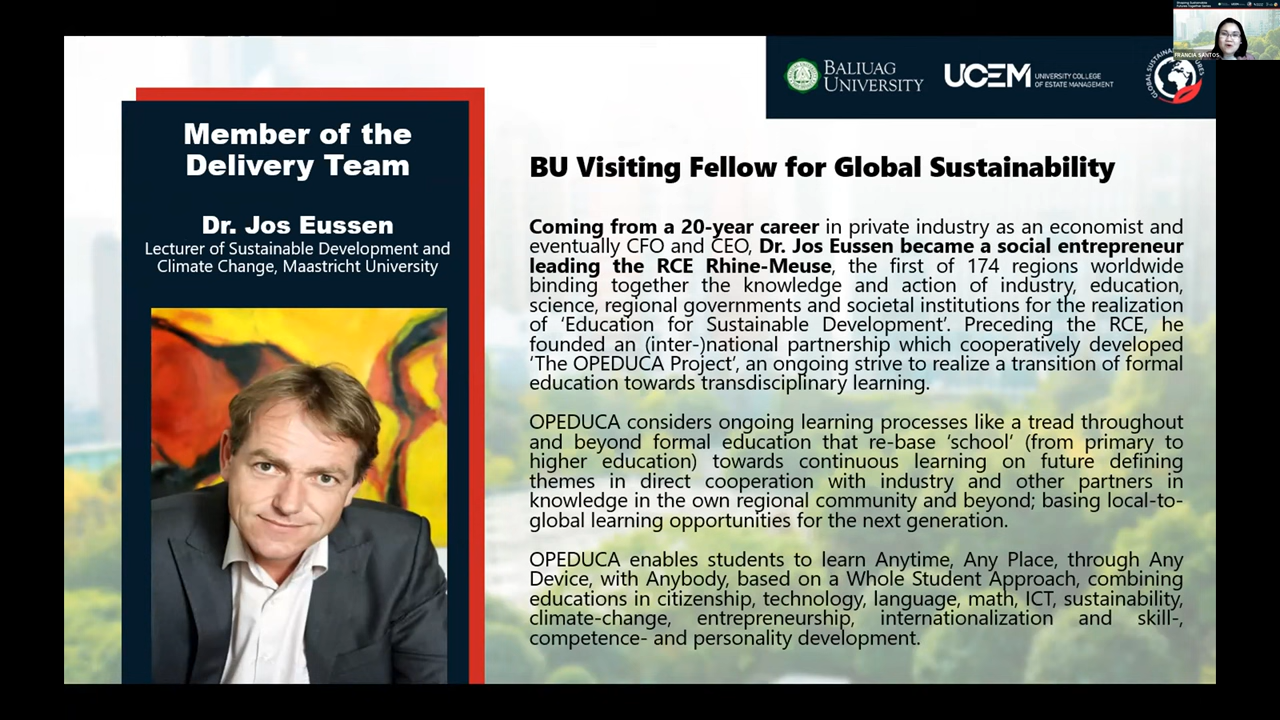 Member of the
Delivery Team
Dr. Jos Eussen
Lecturer of Sustainable Development and
Climate Change, Maastricht University
BALIUAG
UNIVERSITY
UCEM
UNIVERSITY COLLEGE
OF ESTATE MANAGEMENT
FRANCIA SANTOS
BU Visiting Fellow for Global Sustainability
Coming from a 20-year career in private industry as an economist and
eventually CFO and CEO, Dr. Jos Eussen became a social entrepreneur
leading the RCE Rhine-Meuse, the first of 174 regions worldwide
binding together the knowledge and action of industry, education,
science, regional governments and societal institutions for the realization
of ‘Education for Sustainable Development’. Preceding the RCE, he
founded an (inter-)national partnership which cooperatively developed
‘The OPEDUCA Project’, an ongoing strive to realize a transition of formal
education towards transdisciplinary learning.
OPEDUCA considers ongoing learning processes like a tread throughout
and beyond formal education that re-base ‘school’ (from primary to
higher education) towards continuous learning on future defining
themes in direct cooperation with industry and other partners in
knowledge in the own regional community and beyond; basing local-to-
global learning opportunities for the next generation.
OPEDUCA enables students to learn Anytime, Any Place, through Any
Device, with Anybody, based on a Whole Student Approach, combining
educations in citizenship, technology, language, math, ICT, sustainability,
climate-change, entrepreneurship, internationalization and skill-,
competence- and personality development.